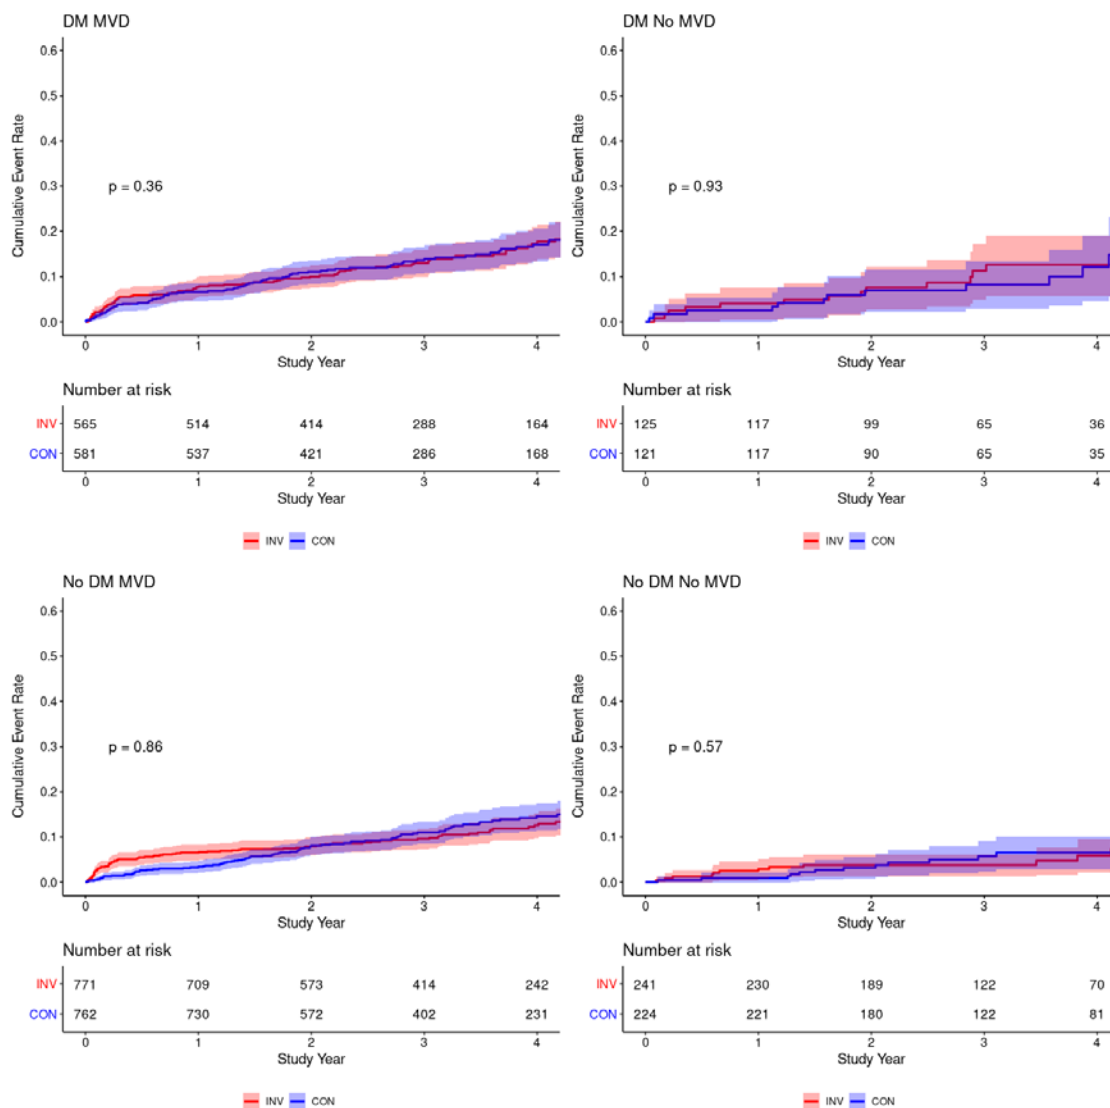 DM MVD
Cumulative Event Rate
0.6
0.5
0.4
0.3
0.2
0.1
0.0
p = 0.36
0 1 2 3 4
Study Year
Number at risk
INV 565 514 414 288 164
CON 581 537 421 286 168
0 1 2 3 4
Study Year
INV CON
DM No MVD
Cumulative Event Rate
0.6
0.5
0.4
0.3
0.2
0.1
0.0
p = 0.93
0 1 2 3 4
Study Year
Number at risk
INV 125 117 99 65 36
CON 121 117 90 65 35
0 1 2 3 4
Study Year
INV CON
No DM MVD
Cumulative Event Rate
0.6
0.5
0.4
0.3
0.2
0.1
0.0
p = 0.86
0 1 2 3 4
Study Year
Number at risk
INV 771 709 573 414 242
CON 762 730 572 402 231
0 1 2 3 4
Study Year
INV CON
No DM No MVD
Cumulative Event Rate
0.6
0.5
0.4
0.3
0.2
0.1
0.0
p = 0.57
0 1 2 3 4
Study Year
Number at risk
INV 241 230 189 122 70
CON 224 221 180 122 81
0 1 2 3 4
Study Year
INV CON